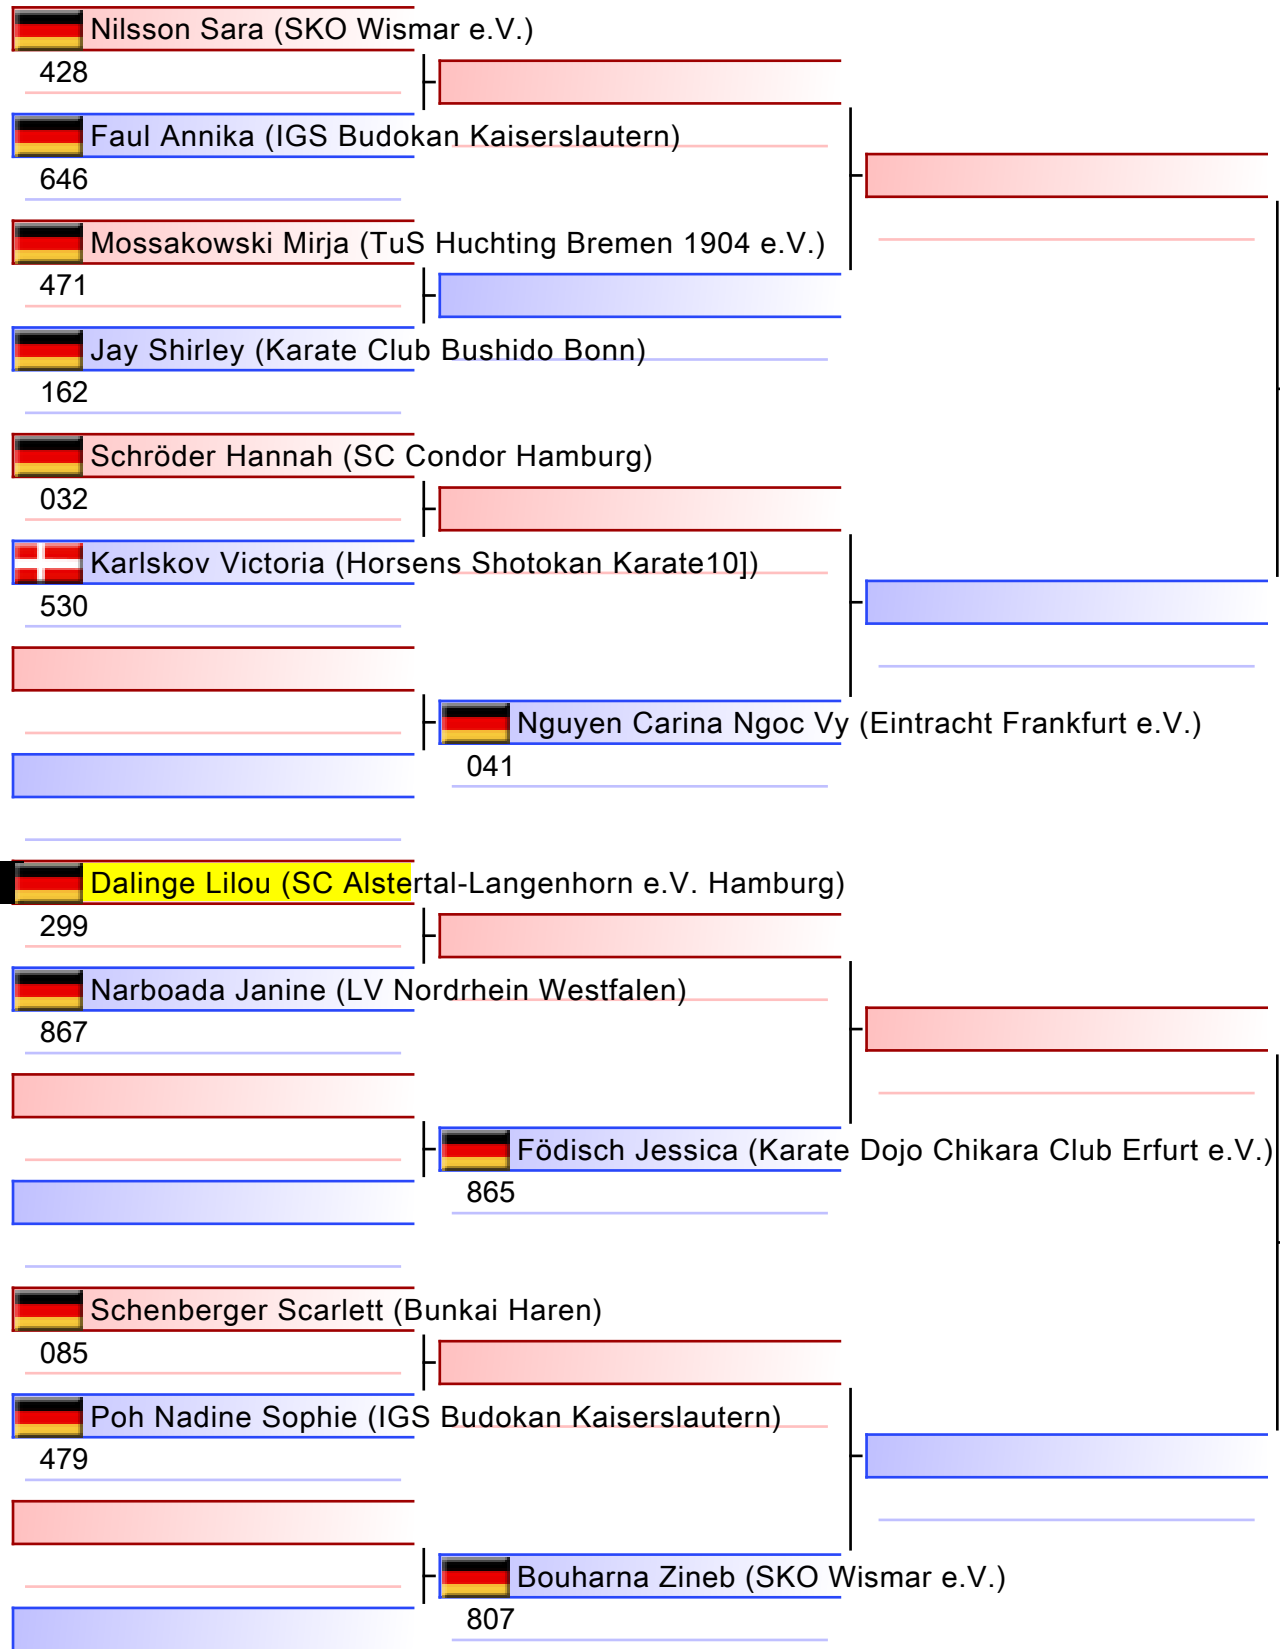 Nilsson Sara (SKO Wismar e.V.)
428
Faul Annika (IGS Budokan Kaiserslautern)
646
Mossakowski Mirja (TuS Huchting Bremen 1904 e.V.)
471
Jay Shirley (Karate Club Bushido Bonn)
162
Schröder Hannah (SC Condor Hamburg)
032
Karlskov Victoria (Horsens Shotokan Karate10])
530
Nguyen Carina Ngoc Vy (Eintracht Frankfurt e.V.)
041
Dalinge Lilou (SC Alstertal-Langenhorn e.V. Hamburg)
299
Narboada Janine (LV Nordrhein Westfalen)
867
Födisch Jessica (Karate Dojo Chikara Club Erfurt e.V.)
865
Schenberger Scarlett (Bunkai Haren)
085
Poh Nadine Sophie (IGS Budokan Kaiserslautern)
479
Bouharna Zineb (SKO Wismar e.V.)
807